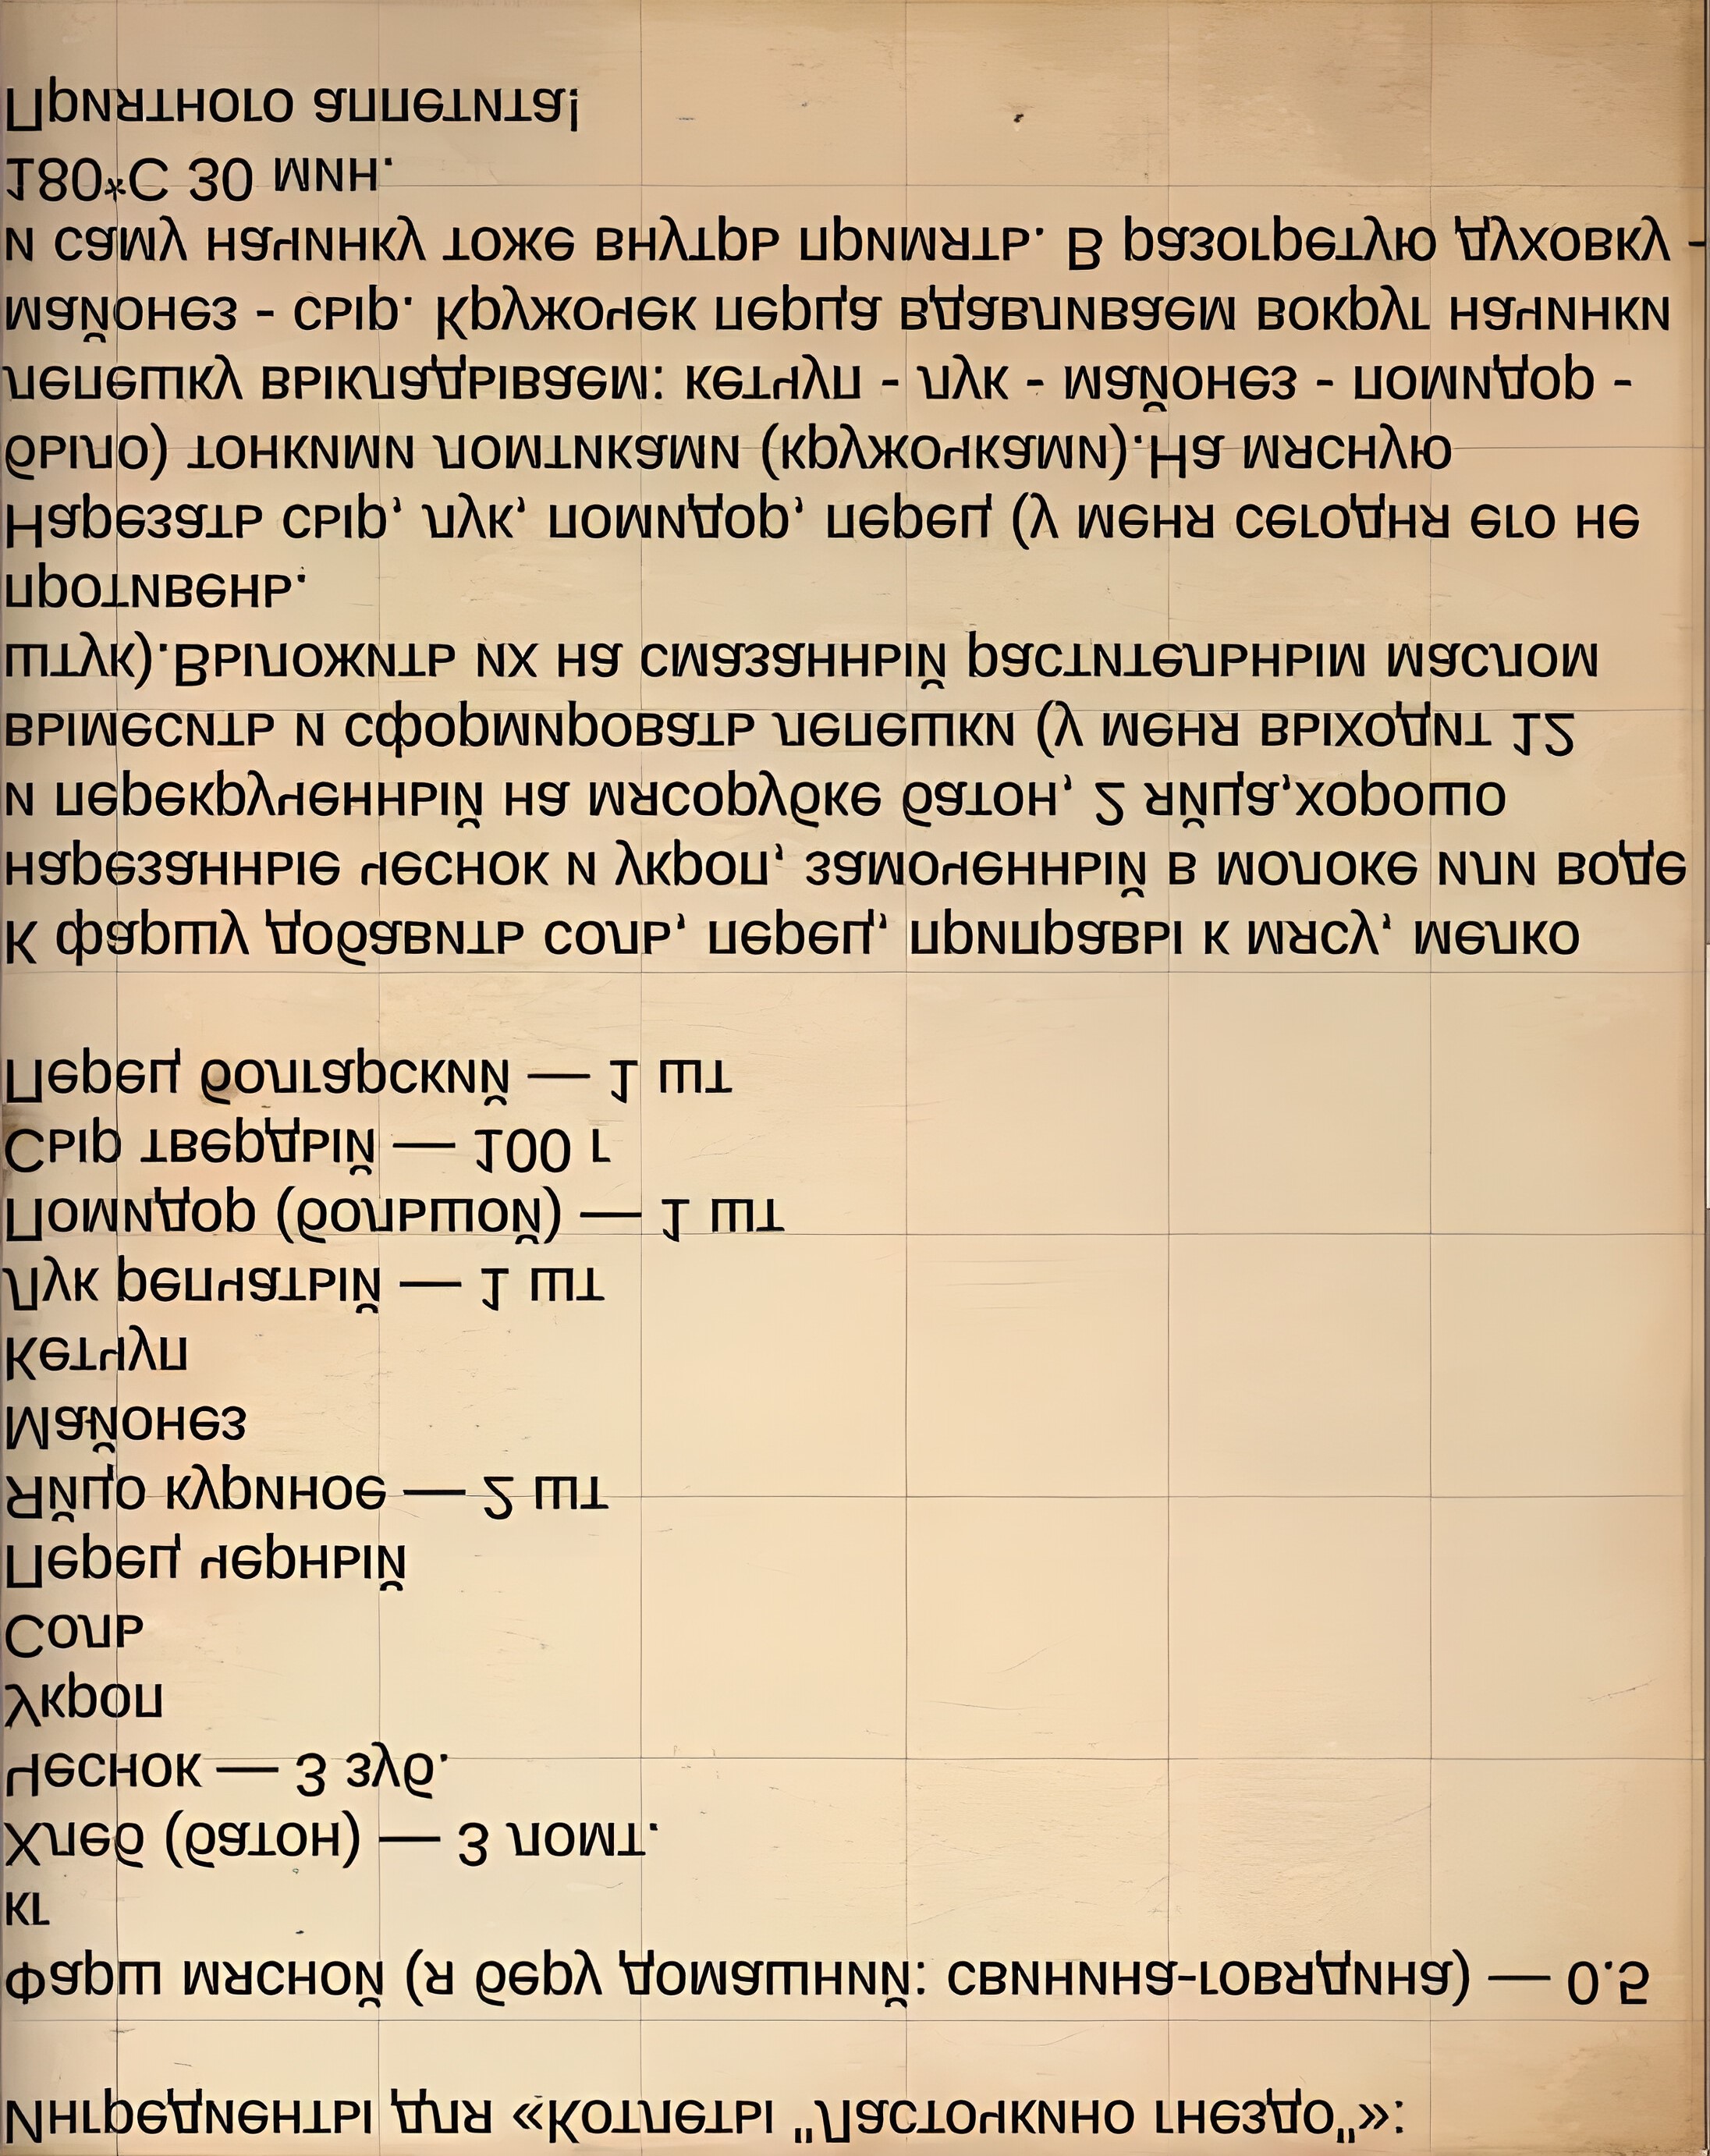 Ингредиенты для «Котлеты "Ласточкино гнездо"»:
Фарш мясной (я беру домашний: свинина-говядина) — 0.5
кг
Хлеб (батон) — 3 ломт.
Чеснок — 3 зуб.
Укроп
Соль
Перец черный
Яйцо куриное — 2 шт
Майонез
Кетчуп
Лук репчатый — 1 шт
Помидор (большой) — 1 шт
Сыр твердый — 100 г
Перец болгарский — 1 шт
К фаршу добавить соль, перец, приправы к мясу, мелко
нарезанные чеснок и укроп, замоченный в молоке или воде
и перекрученный на мясорубке батон, 2 яйца,хорошо
вымесить и сформировать лепешки (у меня выходит 12
штук).Выложить их на смазанный растительным маслом
противень.
Нарезать сыр, лук, помидор, перец (у меня сегодня его не
было) тонкими ломтиками (кружочками).На мясную
лепешку выкладываем: кетчуп - лук - майонез - помидор -
майонез - сыр. Кружочек перца вдавливаем вокруг начинки
и саму начинку тоже внутрь примять. В разогретую духовку -
180*С 30 мин.
Приятного аппетита!